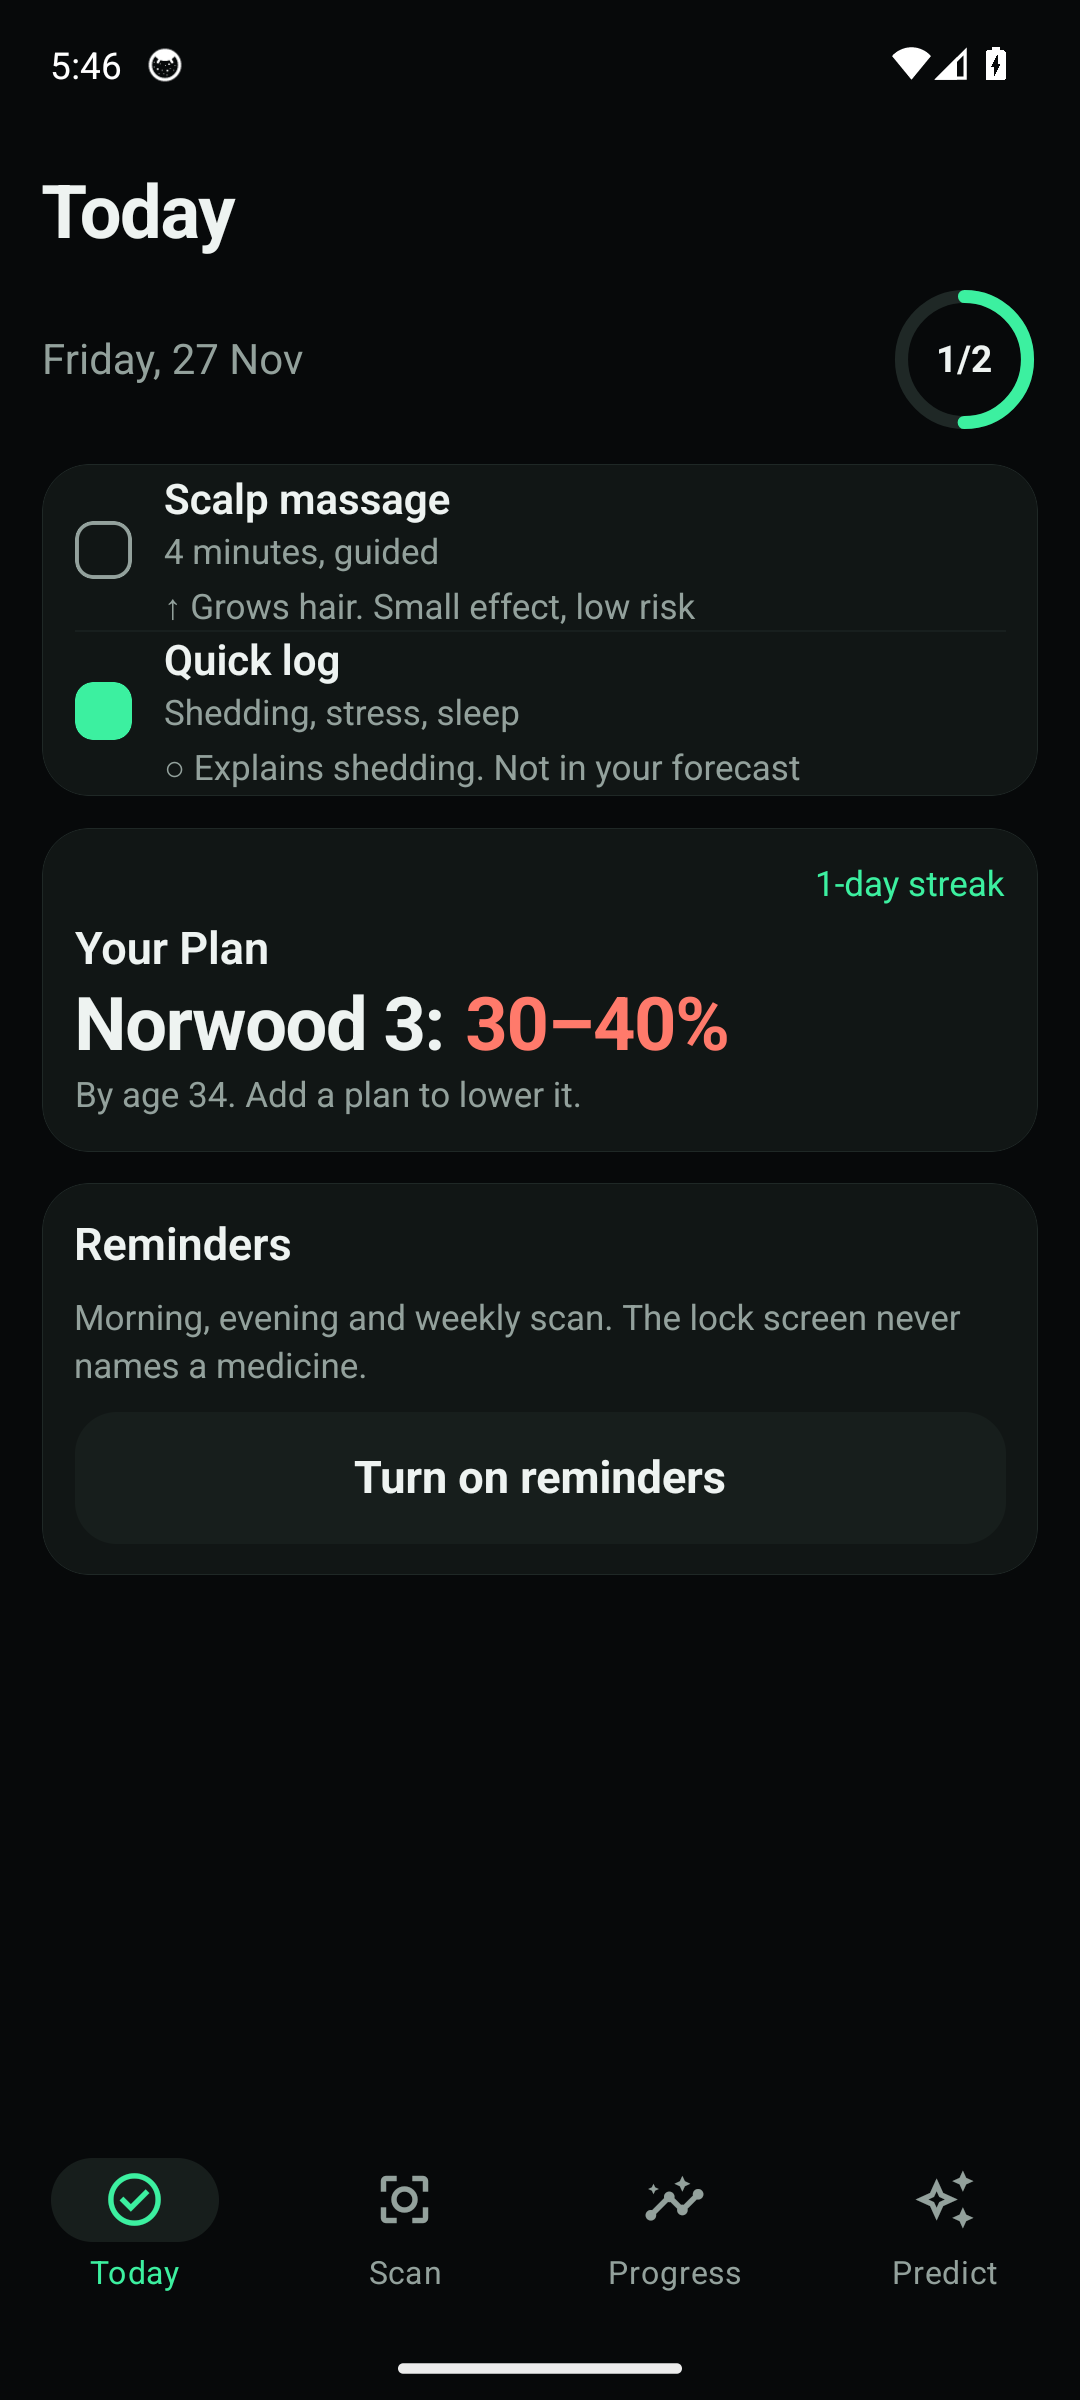 5:46
Today
Friday, 27 Nov
1/2
Scalp massage
4 minutes, guided
↑ Grows hair. Small effect, low risk
Quick log
Shedding, stress, sleep
○ Explains shedding. Not in your forecast
1-day streak
Your Plan
Norwood 3: 30–40%
By age 34. Add a plan to lower it.
Reminders
Morning, evening and weekly scan. The lock screen never
names a medicine.
Turn on reminders
Today
Scan
Progress
Predict